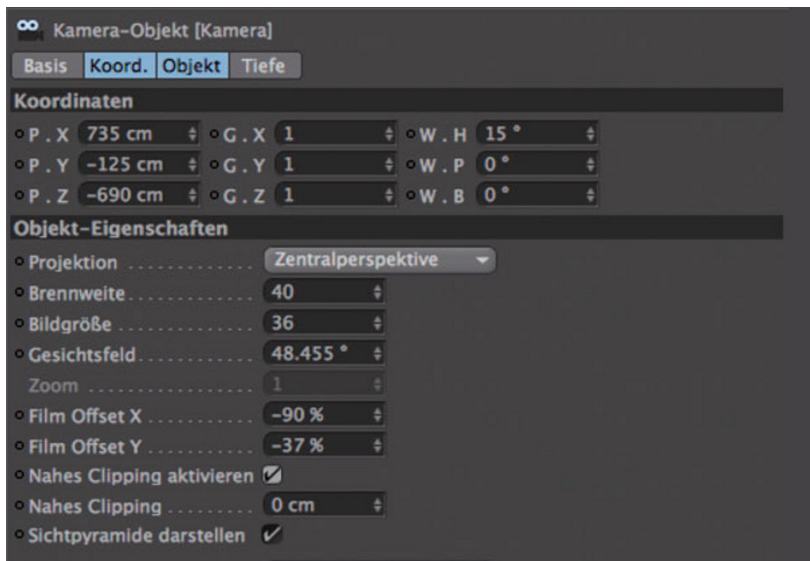 Kamera-Objekt [Kamera]
Basis Koord. Objekt Tiefe
Koordinaten
P . X 735 cm G . X 1 W . H 15 °
P . Y -125 cm G . Y 1 W . P 0 °
P . Z -690 cm G . Z 1 W . B 0 °
Objekt-Eigenschaften
Projektion . . . . . . . . . . . . . Zentralperspektive
Brennweite . . . . . . . . . . . . . 40
Bildgröße . . . . . . . . . . . . . . 36
Gesichtsfeld . . . . . . . . . . . . 48.455 °
Zoom . . . . . . . . . . . . . . . . . 1
Film Offset X . . . . . . . . . . . -90 %
Film Offset Y . . . . . . . . . . . -37 %
Nahes Clipping aktivieren ✓
Nahes Clipping . . . . . . . . . 0 cm
Sichtpyramide darstellen ✓